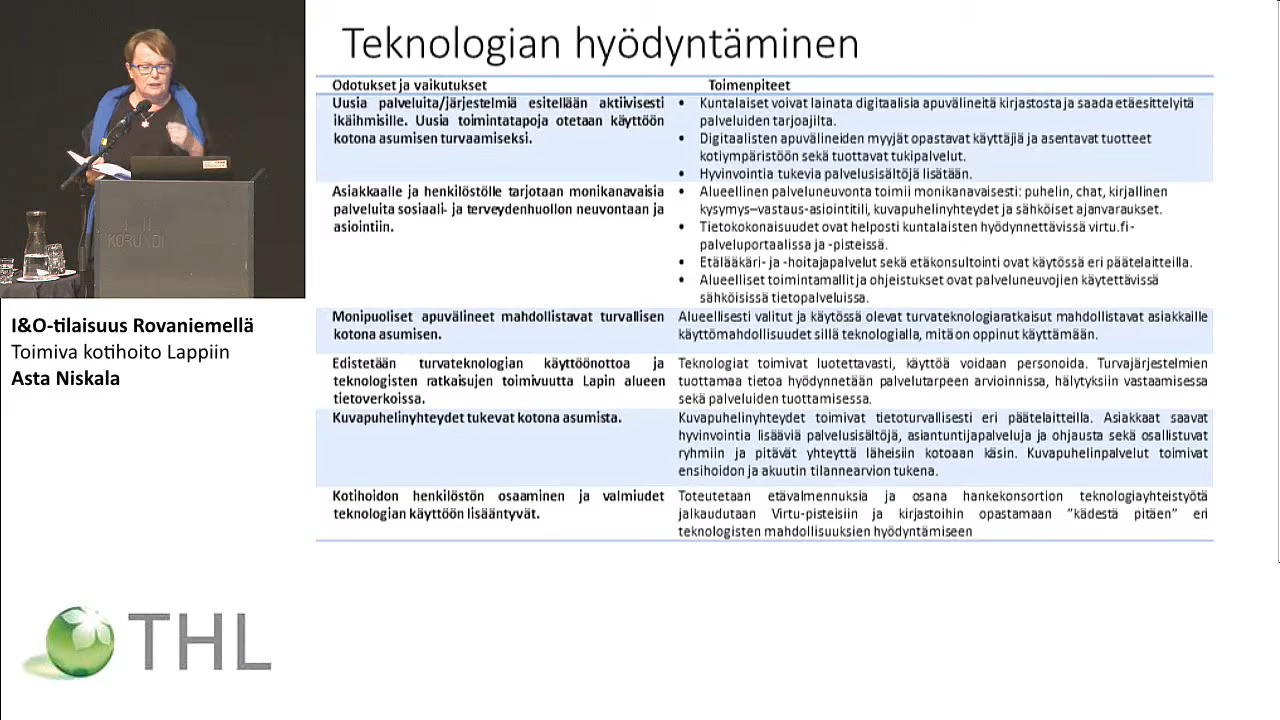 Teknologian hyödyntäminen
Odotukset ja vaikutukset
Toimenpiteet
Uusia palveluita/järjestelmiä esitellään aktiivisesti
ikäihmisille. Uusia toimintatapoja otetaan käyttöön
kotona asumisen turvaamiseksi.
• Kuntalaiset voivat lainata digitaalisia apuvälineitä kirjastosta ja saada etäesittelyitä
palveluiden tarjoajilta.
• Digitaalisten apuvälineiden myyjät opastavat käyttäjiä ja asentavat tuotteet
kotiympäristöön sekä tuottavat tukipalvelut.
• Hyvinvointia tukevia palvelusisältöjä lisätään.
Asiakkaalle ja henkilöstölle tarjotaan monikanavaisia
palveluita sosiaali- ja terveydenhuollon neuvontaan ja
asiointiin.
• Alueellinen palveluneuvonta toimii monikanavaisesti: puhelin, chat, kirjallinen
kysymys–vastaus-asiointitili, kuvapuhelinyhteydet ja sähköiset ajanvaraukset.
• Tietokokonaisuudet ovat helposti kuntalaisten hyödynnettävissä virtu.fi-
palveluportaalissa ja -pisteissä.
• Etälääkäri- ja -hoitajapalvelut sekä etäkonsultointi ovat käytössä eri päätelaitteilla.
• Alueelliset toimintamallit ja ohjeistukset ovat palveluneuvojien käytettävissä
sähköisissä tietopalveluissa.
Monipuoliset apuvälineet mahdollistavat turvallisen
kotona asumisen.
Alueellisesti valitut ja käytössä olevat turvateknologiaratkaisut mahdollistavat asiakkaille
käyttömahdollisuudet sillä teknologialla, mitä on oppinut käyttämään.
Edistetään turvateknologian käyttöönottoa ja
teknologisten ratkaisujen toimivuutta Lapin alueen
tietoverkoissa.
Teknologiat toimivat luotettavasti, käyttöä voidaan personoida. Turvajärjestelmien
tuottamaa tietoa hyödynnetään palvelutarpeen arvioinnissa, hälytyksiin vastaamisessa
sekä palveluiden tuottamisessa.
Kuvapuhelinyhteydet tukevat kotona asumista.
Kuvapuhelinyhteydet toimivat tietoturvallisesti eri päätelaitteilla. Asiakkaat saavat
hyvinvointia lisääviä palvelusisältöjä, asiantuntijapalveluja ja ohjausta sekä osallistuvat
ryhmiin ja pitävät yhteyttä läheisiin kotoaan käsin. Kuvapuhelinpalvelut toimivat
ensihoidon ja akuutin tilannearvion tukena.
Kotihoidon henkilöstön osaaminen ja valmiudet
teknologian käyttöön lisääntyvät.
Toteutetaan etävalmennuksia ja osana hankekonsortion teknologiayhteistyötä
jalkaudutaan Virtu-pisteisiin ja kirjastoihin opastamaan ”kädestä pitäen” eri
teknologisten mahdollisuuksien hyödyntämiseen
KORUNDI
I&O-tilaisuus Rovaniemellä
Toimiva kotihoito Lappiin
Asta Niskala
THL